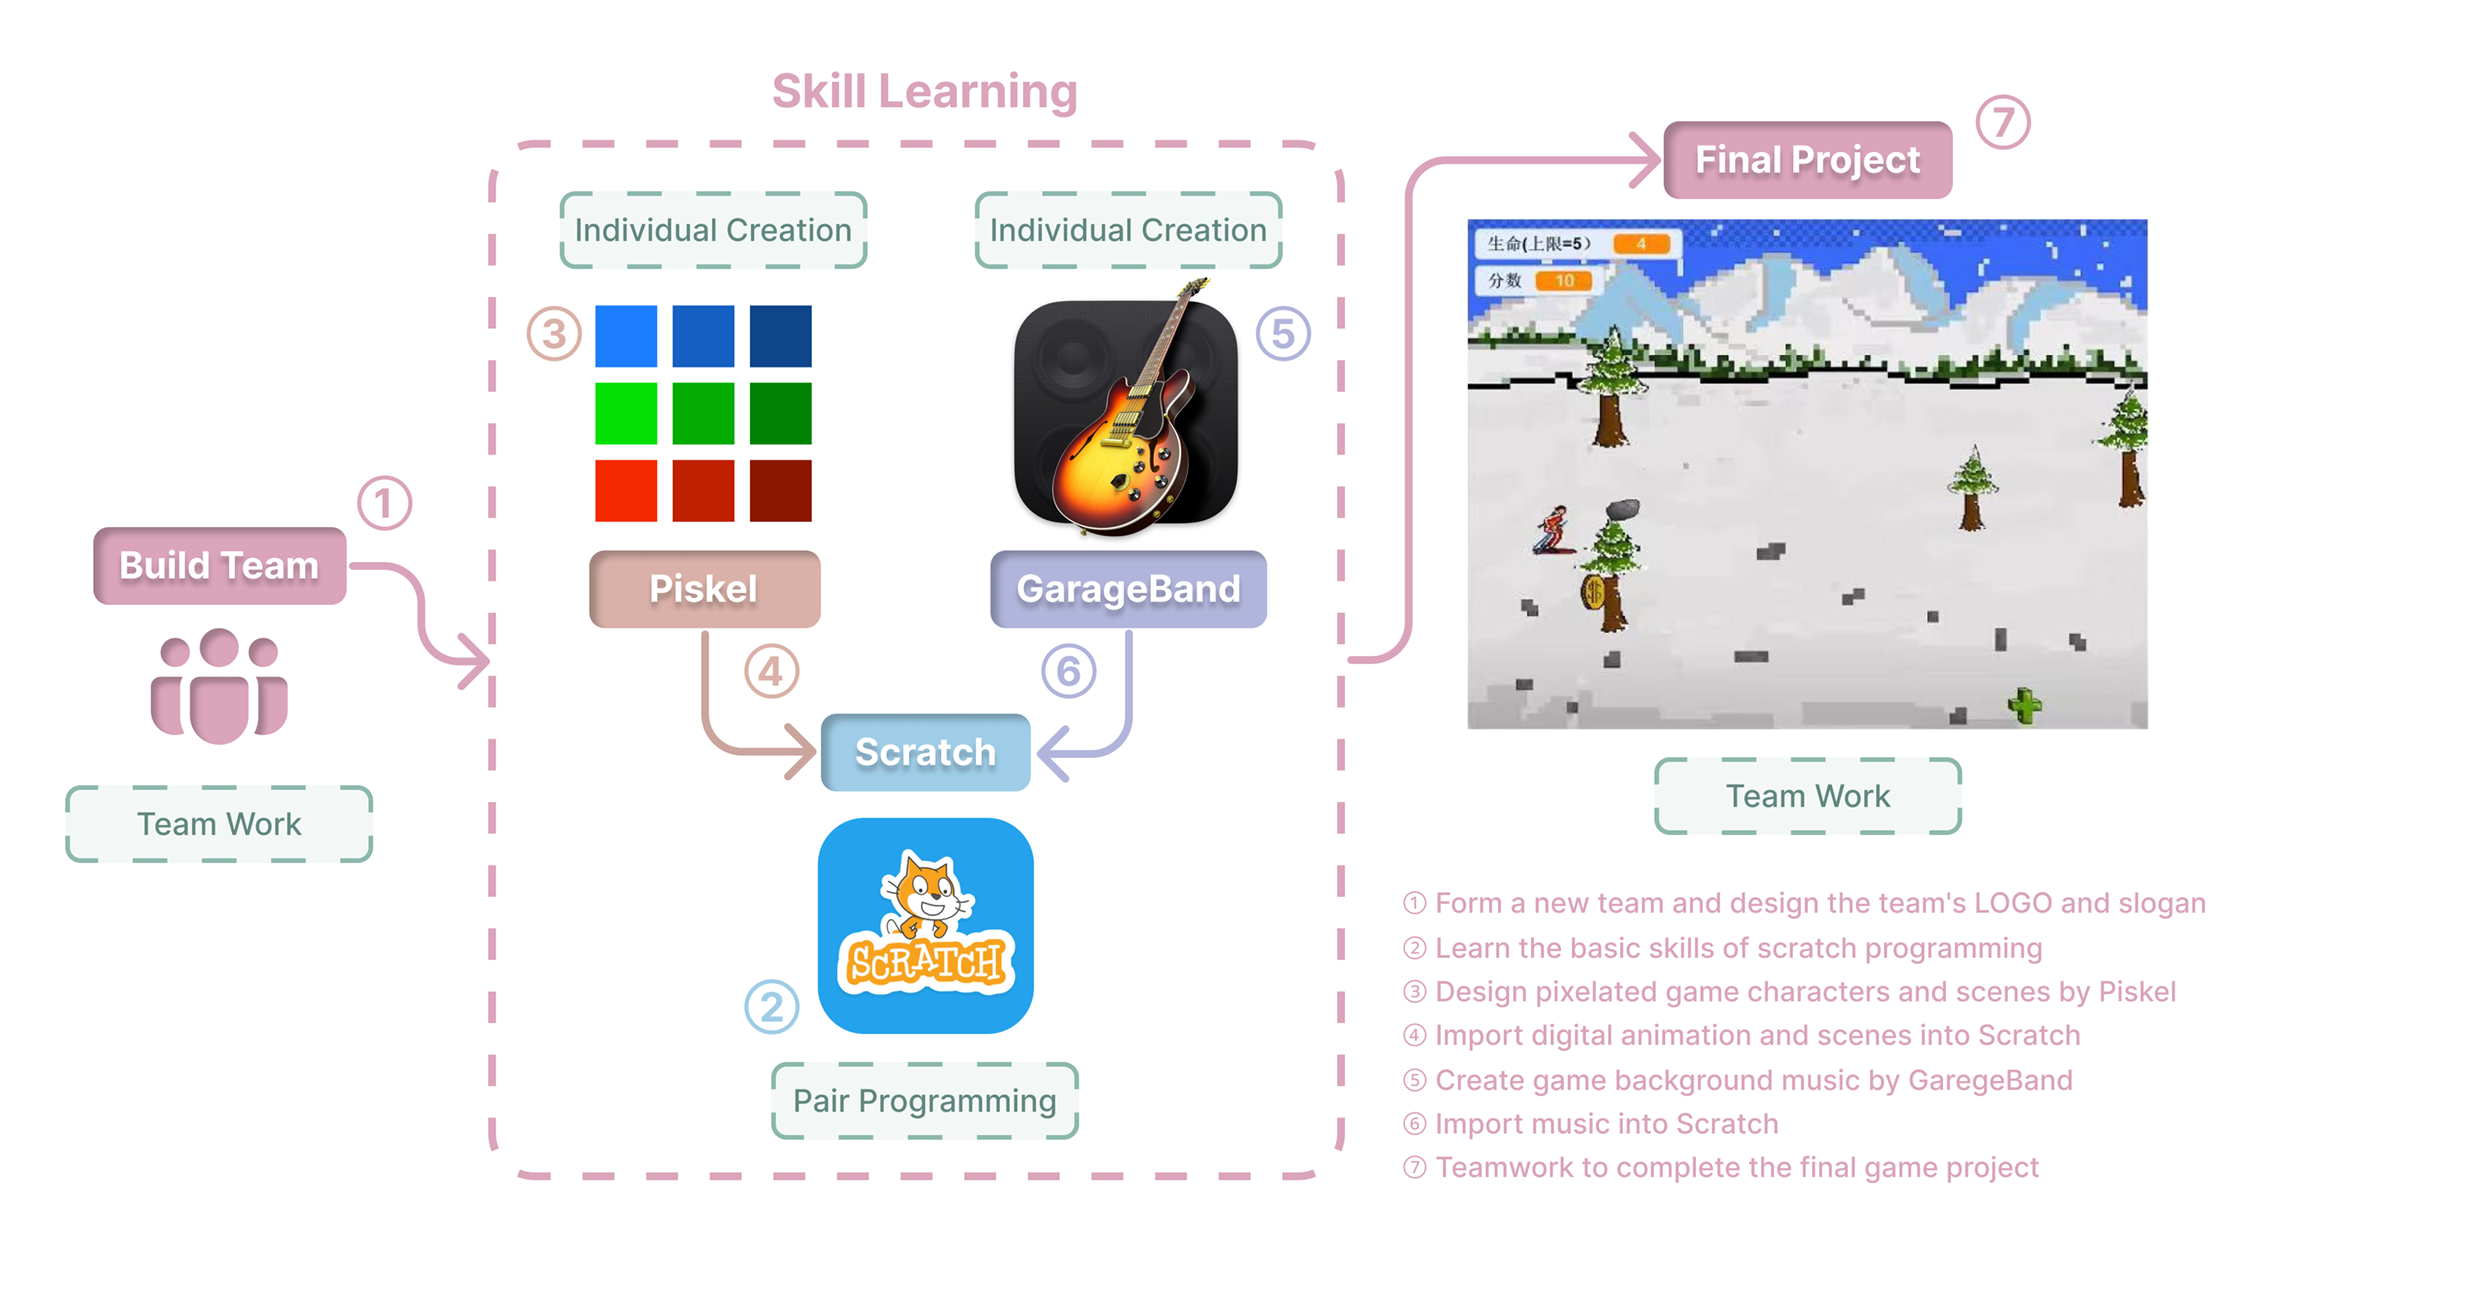 Skill Learning
Individual Creation
Individual Creation
③
⑤
Piskel
GarageBand
④
⑥
Scratch
SCRATCH
②
Pair Programming
①
Build Team
Team Work
⑦
Final Project
生命(上限=5) 4
分数 10
Team Work
① Form a new team and design the team's LOGO and slogan
② Learn the basic skills of scratch programming
③ Design pixelated game characters and scenes by Piskel
④ Import digital animation and scenes into Scratch
⑤ Create game background music by GaregeBand
⑥ Import music into Scratch
⑦ Teamwork to complete the final game project